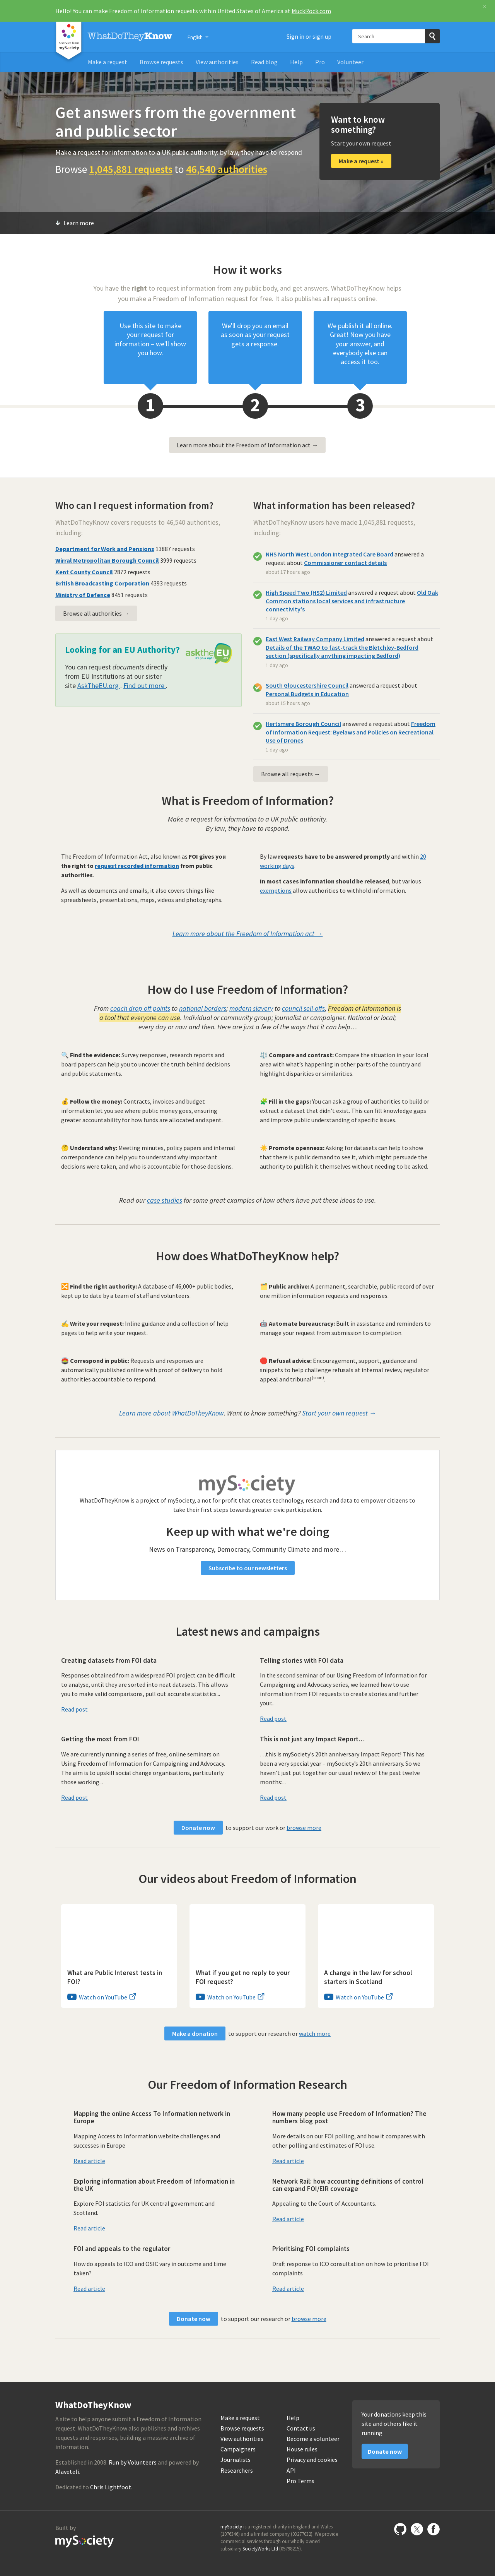 Hello! You can make Freedom of Information requests within United States of America at MuckRock.com
A project from mySociety
WhatDoTheyKnow
English
Sign in or sign up
Search
Make a request
Browse requests
View authorities
Read blog
Help
Pro
Volunteer
Get answers from the government
and public sector
Make a request for information to a UK public authority: by law, they have to respond
Browse 1,045,881 requests to 46,540 authorities
Want to know
something?
Start your own request
Make a request »
Learn more
How it works
You have the right to request information from any public body, and get answers. WhatDoTheyKnow helps
you make a Freedom of Information request for free. It also publishes all requests online.
Use this site to make
your request for
information – we'll show
you how.
We'll drop you an email
as soon as your request
gets a response.
We publish it all online.
Great! Now you have
your answer, and
everybody else can
access it too.
1
2
3
Learn more about the Freedom of Information act →
Who can I request information from?
WhatDoTheyKnow covers requests to 46,540 authorities,
including:
Department for Work and Pensions 13887 requests
Wirral Metropolitan Borough Council 3999 requests
Kent County Council 2872 requests
British Broadcasting Corporation 4393 requests
Ministry of Defence 8451 requests
Browse all authorities →
Looking for an EU Authority?
asktheEU
You can request documents directly
from EU Institutions at our sister
site AskTheEU.org . Find out more .
What information has been released?
WhatDoTheyKnow users have made 1,045,881 requests,
including:
NHS North West London Integrated Care Board answered a
request about Commissioner contact details
about 17 hours ago
High Speed Two (HS2) Limited answered a request about Old Oak
Common stations local services and infrastructure
connectivity's
1 day ago
East West Railway Company Limited answered a request about
Details of the TWAO to fast-track the Bletchley-Bedford
section (specifically anything impacting Bedford)
1 day ago
South Gloucestershire Council answered a request about
Personal Budgets in Education
about 15 hours ago
Hertsmere Borough Council answered a request about Freedom
of Information Request: Byelaws and Policies on Recreational
Use of Drones
1 day ago
Browse all requests →
What is Freedom of Information?
Make a request for information to a UK public authority.
By law, they have to respond.
The Freedom of Information Act, also known as FOI gives you
the right to request recorded information from public
authorities.
As well as documents and emails, it also covers things like
spreadsheets, presentations, maps, videos and photographs.
By law requests have to be answered promptly and within 20
working days.
In most cases information should be released, but various
exemptions allow authorities to withhold information.
Learn more about the Freedom of Information act →
How do I use Freedom of Information?
From coach drop off points to national borders; modern slavery to council sell-offs, Freedom of Information is
a tool that everyone can use. Individual or community group; journalist or campaigner. National or local;
every day or now and then. Here are just a few of the ways that it can help…
🔍 Find the evidence: Survey responses, research reports and
board papers can help you to uncover the truth behind decisions
and public statements.
⚖️ Compare and contrast: Compare the situation in your local
area with what's happening in other parts of the country and
highlight disparities or similarities.
💰 Follow the money: Contracts, invoices and budget
information let you see where public money goes, ensuring
greater accountability for how funds are allocated and spent.
🧩 Fill in the gaps: You can ask a group of authorities to build or
extract a dataset that didn't exist. This can fill knowledge gaps
and improve public understanding of specific issues.
🤔 Understand why: Meeting minutes, policy papers and internal
correspondence can help you to understand why important
decisions were taken, and who is accountable for those decisions.
☀️ Promote openness: Asking for datasets can help to show
that there is public demand to see it, which might persuade the
authority to publish it themselves without needing to be asked.
Read our case studies for some great examples of how others have put these ideas to use.
How does WhatDoTheyKnow help?
🔀 Find the right authority: A database of 46,000+ public bodies,
kept up to date by a team of staff and volunteers.
🗂️ Public archive: A permanent, searchable, public record of over
one million information requests and responses.
✍️ Write your request: Inline guidance and a collection of help
pages to help write your request.
🤖 Automate bureaucracy: Built in assistance and reminders to
manage your request from submission to completion.
📮 Correspond in public: Requests and responses are
automatically published online with proof of delivery to hold
authorities accountable to respond.
🛑 Refusal advice: Encouragement, support, guidance and
snippets to help challenge refusals at internal review, regulator
appeal and tribunal(soon).
Learn more about WhatDoTheyKnow. Want to know something? Start your own request →
mySociety
WhatDoTheyKnow is a project of mySociety, a not for profit that creates technology, research and data to empower citizens to
take their first steps towards greater civic participation.
Keep up with what we're doing
News on Transparency, Democracy, Community Climate and more…
Subscribe to our newsletters
Latest news and campaigns
Creating datasets from FOI data
Responses obtained from a widespread FOI project can be difficult
to analyse, until they are sorted into neat datasets. This allows
you to make valid comparisons, pull out accurate statistics...
Read post
Telling stories with FOI data
In the second seminar of our Using Freedom of Information for
Campaigning and Advocacy series, we learned how to use
information from FOI requests to create stories and further
your...
Read post
Getting the most from FOI
We are currently running a series of free, online seminars on
Using Freedom of Information for Campaigning and Advocacy.
The aim is to upskill social change organisations, particularly
those working...
Read post
This is not just any Impact Report…
…this is mySociety's 20th anniversary Impact Report! This has
been a very special year – mySociety's 20th anniversary. So we
haven't just put together our usual review of the past twelve
months:...
Read post
Donate now to support our work or browse more
Our videos about Freedom of Information
What are Public Interest tests in
FOI?
Watch on YouTube
What if you get no reply to your
FOI request?
Watch on YouTube
A change in the law for school
starters in Scotland
Watch on YouTube
Make a donation to support our research or watch more
Our Freedom of Information Research
Mapping the online Access To Information network in
Europe
Mapping Access to Information website challenges and
successes in Europe
Read article
How many people use Freedom of Information? The
numbers blog post
More details on our FOI polling, and how it compares with
other polling and estimates of FOI use.
Read article
Exploring information about Freedom of Information in
the UK
Explore FOI statistics for UK central government and
Scotland.
Read article
Network Rail: how accounting definitions of control
can expand FOI/EIR coverage
Appealing to the Court of Accountants.
Read article
FOI and appeals to the regulator
How do appeals to ICO and OSIC vary in outcome and time
taken?
Read article
Prioritising FOI complaints
Draft response to ICO consultation on how to prioritise FOI
complaints
Read article
Donate now to support our research or browse more
WhatDoTheyKnow
A site to help anyone submit a Freedom of Information
request. WhatDoTheyKnow also publishes and archives
requests and responses, building a massive archive of
information.
Established in 2008. Run by Volunteers and powered by
Alaveteli.
Dedicated to Chris Lightfoot.
Make a request
Browse requests
View authorities
Campaigners
Journalists
Researchers
Help
Contact us
Become a volunteer
House rules
Privacy and cookies
API
Pro Terms
Your donations keep this
site and others like it
running
Donate now
Built by
mySociety
mySociety is a registered charity in England and Wales
(1076346) and a limited company (03277032). We provide
commercial services through our wholly owned
subsidiary SocietyWorks Ltd (05798215).